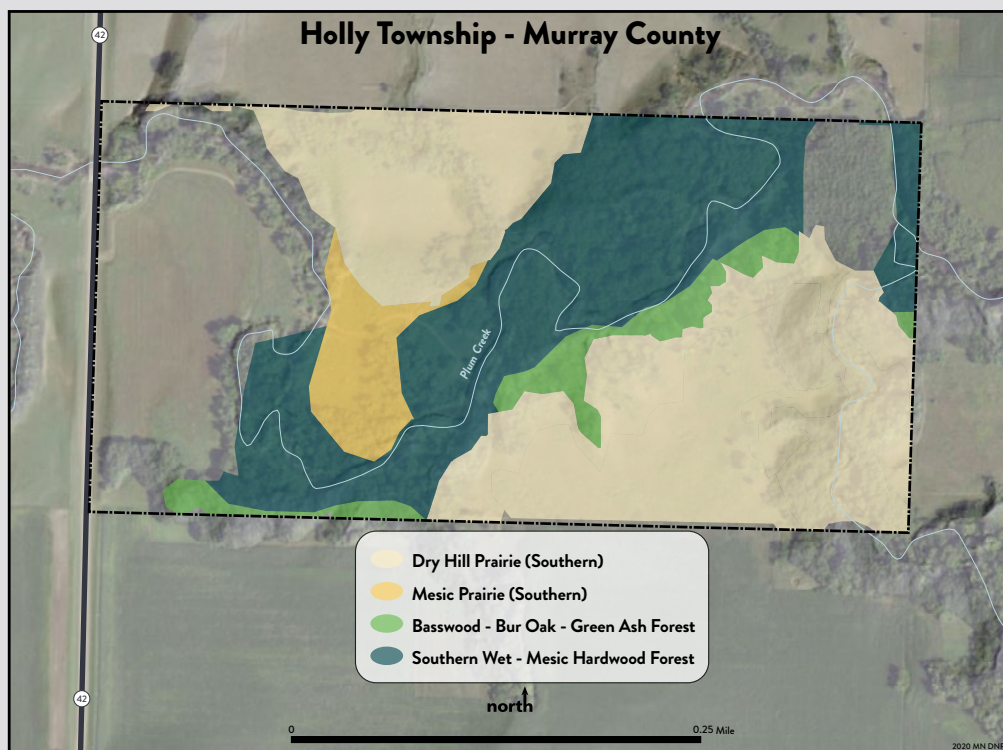 Holly Township - Murray County
42
Plum Creek
Dry Hill Prairie (Southern)
Mesic Prairie (Southern)
Basswood - Bur Oak - Green Ash Forest
Southern Wet - Mesic Hardwood Forest
42
north
0
0.25 Mile
2020 MN DNR